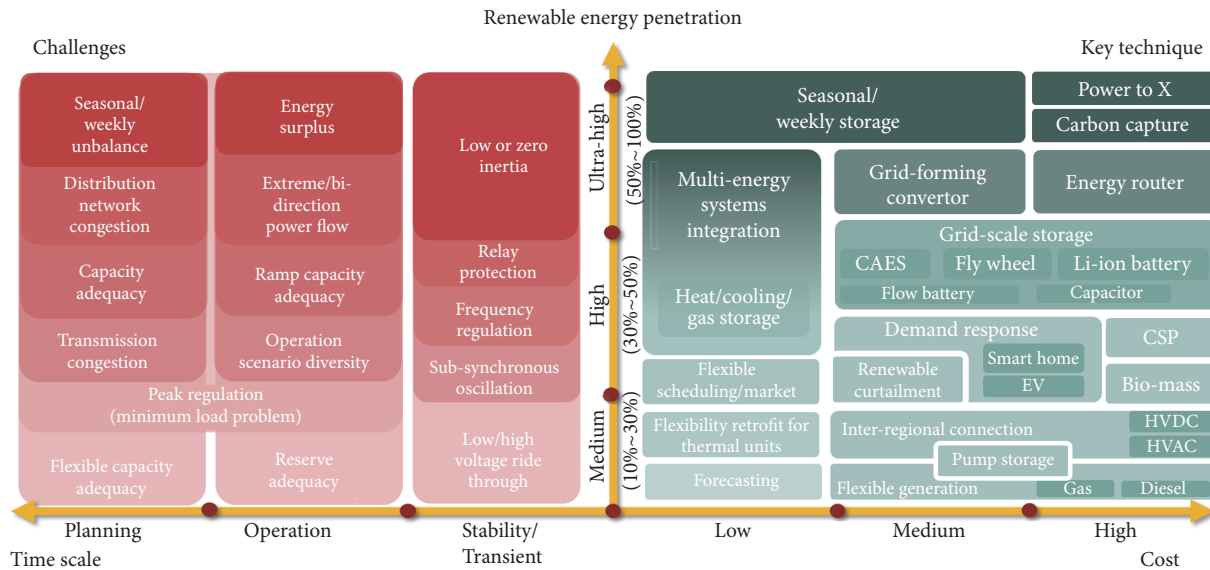 Renewable energy penetration
Challenges
Key technique
Seasonal/
weekly
unbalance
Distribution
network
congestion
Capacity
adequacy
Transmission
congestion
Energy
surplus
Extreme/bi-
direction
power flow
Ramp capacity
adequacy
Operation
scenario diversity
Peak regulation
(minimum load problem)
Flexible capacity
adequacy
Reserve
adequacy
Low or zero
inertia
Relay
protection
Frequency
regulation
Sub-synchronous
oscillation
Low/high
voltage ride
through
Ultra-high
(50%~100%)
High
(30%~50%)
Medium
(10%~30%)
Seasonal/
weekly storage
Power to X
Carbon capture
Multi-energy
systems
integration
Heat/cooling/
gas storage
Grid-forming
convertor
Energy router
Grid-scale storage
CAES
Fly wheel
Li-ion battery
Flow battery
Capacitor
Demand response
Smart home
EV
Renewable
curtailment
CSP
Bio-mass
Flexible
scheduling/market
Flexibility retrofit for
thermal units
Forecasting
Inter-regional connection
HVDC
HVAC
Pump storage
Flexible generation
Gas
Diesel
Planning
Operation
Stability/
Transient
Low
Medium
High
Time scale
Cost